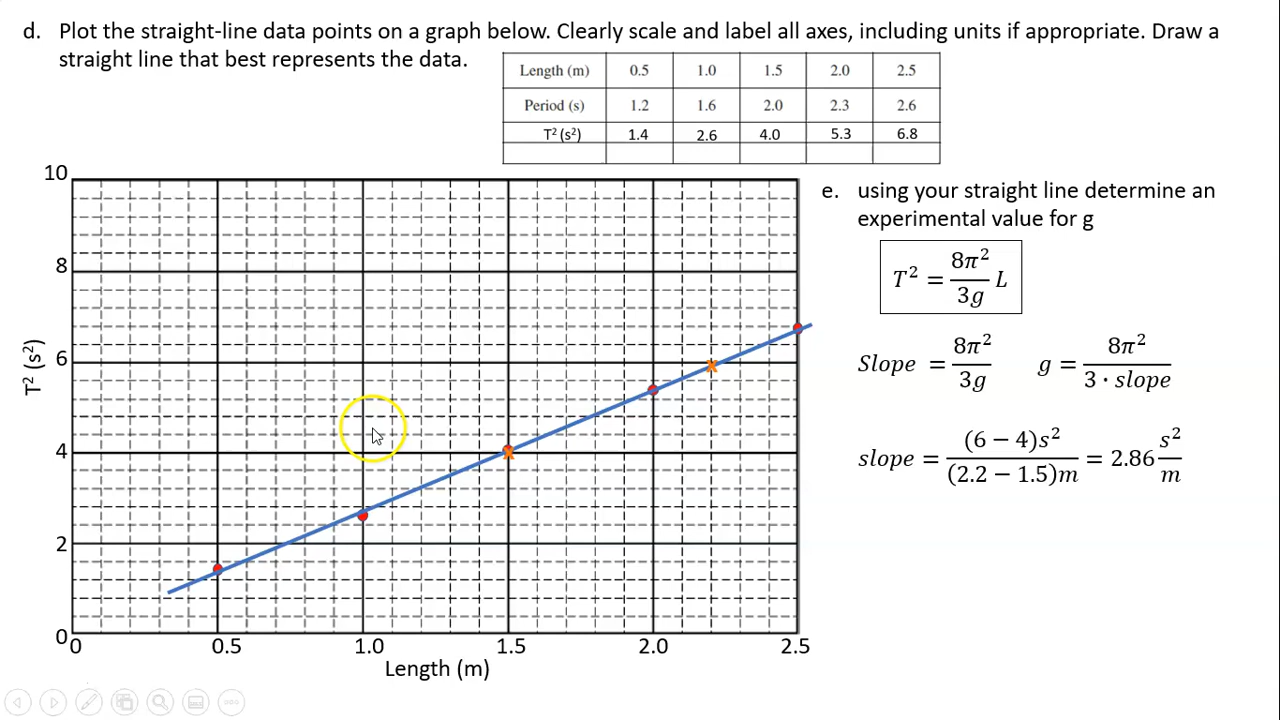 d. Plot the straight-line data points on a graph below. Clearly scale and label all axes, including units if appropriate. Draw a
straight line that best represents the data.
Length (m) 0.5 1.0 1.5 2.0 2.5
Period (s) 1.2 1.6 2.0 2.3 2.6
T² (s²) 1.4 2.6 4.0 5.3 6.8
10
8
6
4
2
0
T² (s²)
0 0.5 1.0 1.5 2.0 2.5
Length (m)
e. using your straight line determine an
experimental value for g
T² = 8π²/3g L
Slope = 8π²/3g
g = 8π²/3 · slope
slope = (6 − 4)s²/(2.2 − 1.5)m = 2.86 s²/m